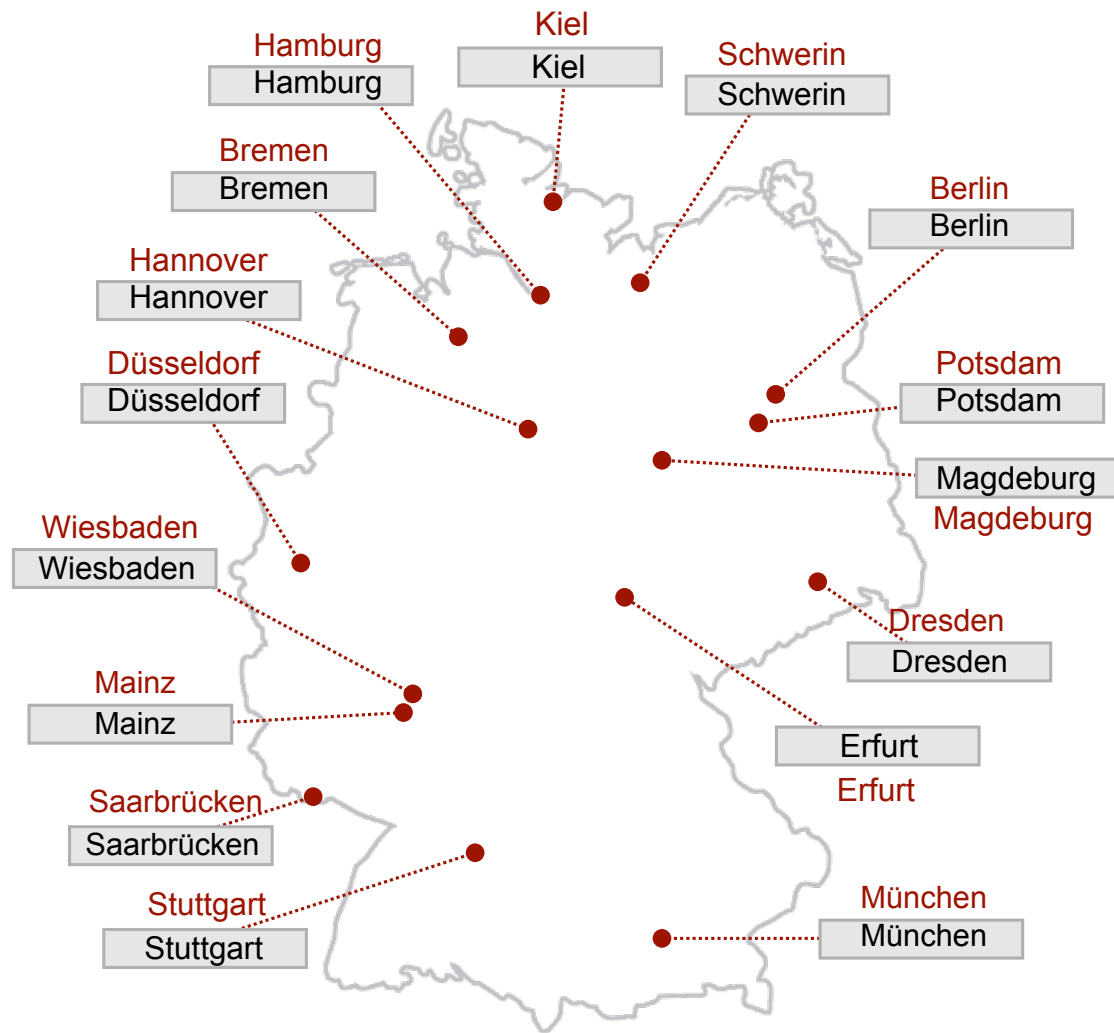 Kiel
Kiel
Hamburg
Hamburg
Schwerin
Schwerin
Bremen
Bremen
Berlin
Berlin
Hannover
Hannover
Düsseldorf
Düsseldorf
Potsdam
Potsdam
Magdeburg
Magdeburg
Wiesbaden
Wiesbaden
Dresden
Dresden
Mainz
Mainz
Erfurt
Erfurt
Saarbrücken
Saarbrücken
Stuttgart
Stuttgart
München
München